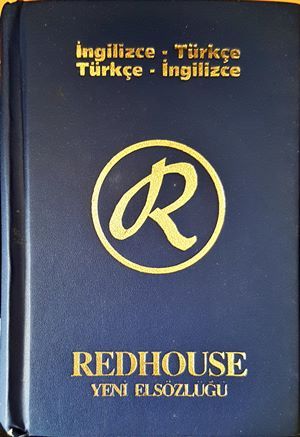 İngilizce - Türkçe
Türkçe - İngilizce
R
REDHOUSE
YENİ ELSÖZLÜĞÜ